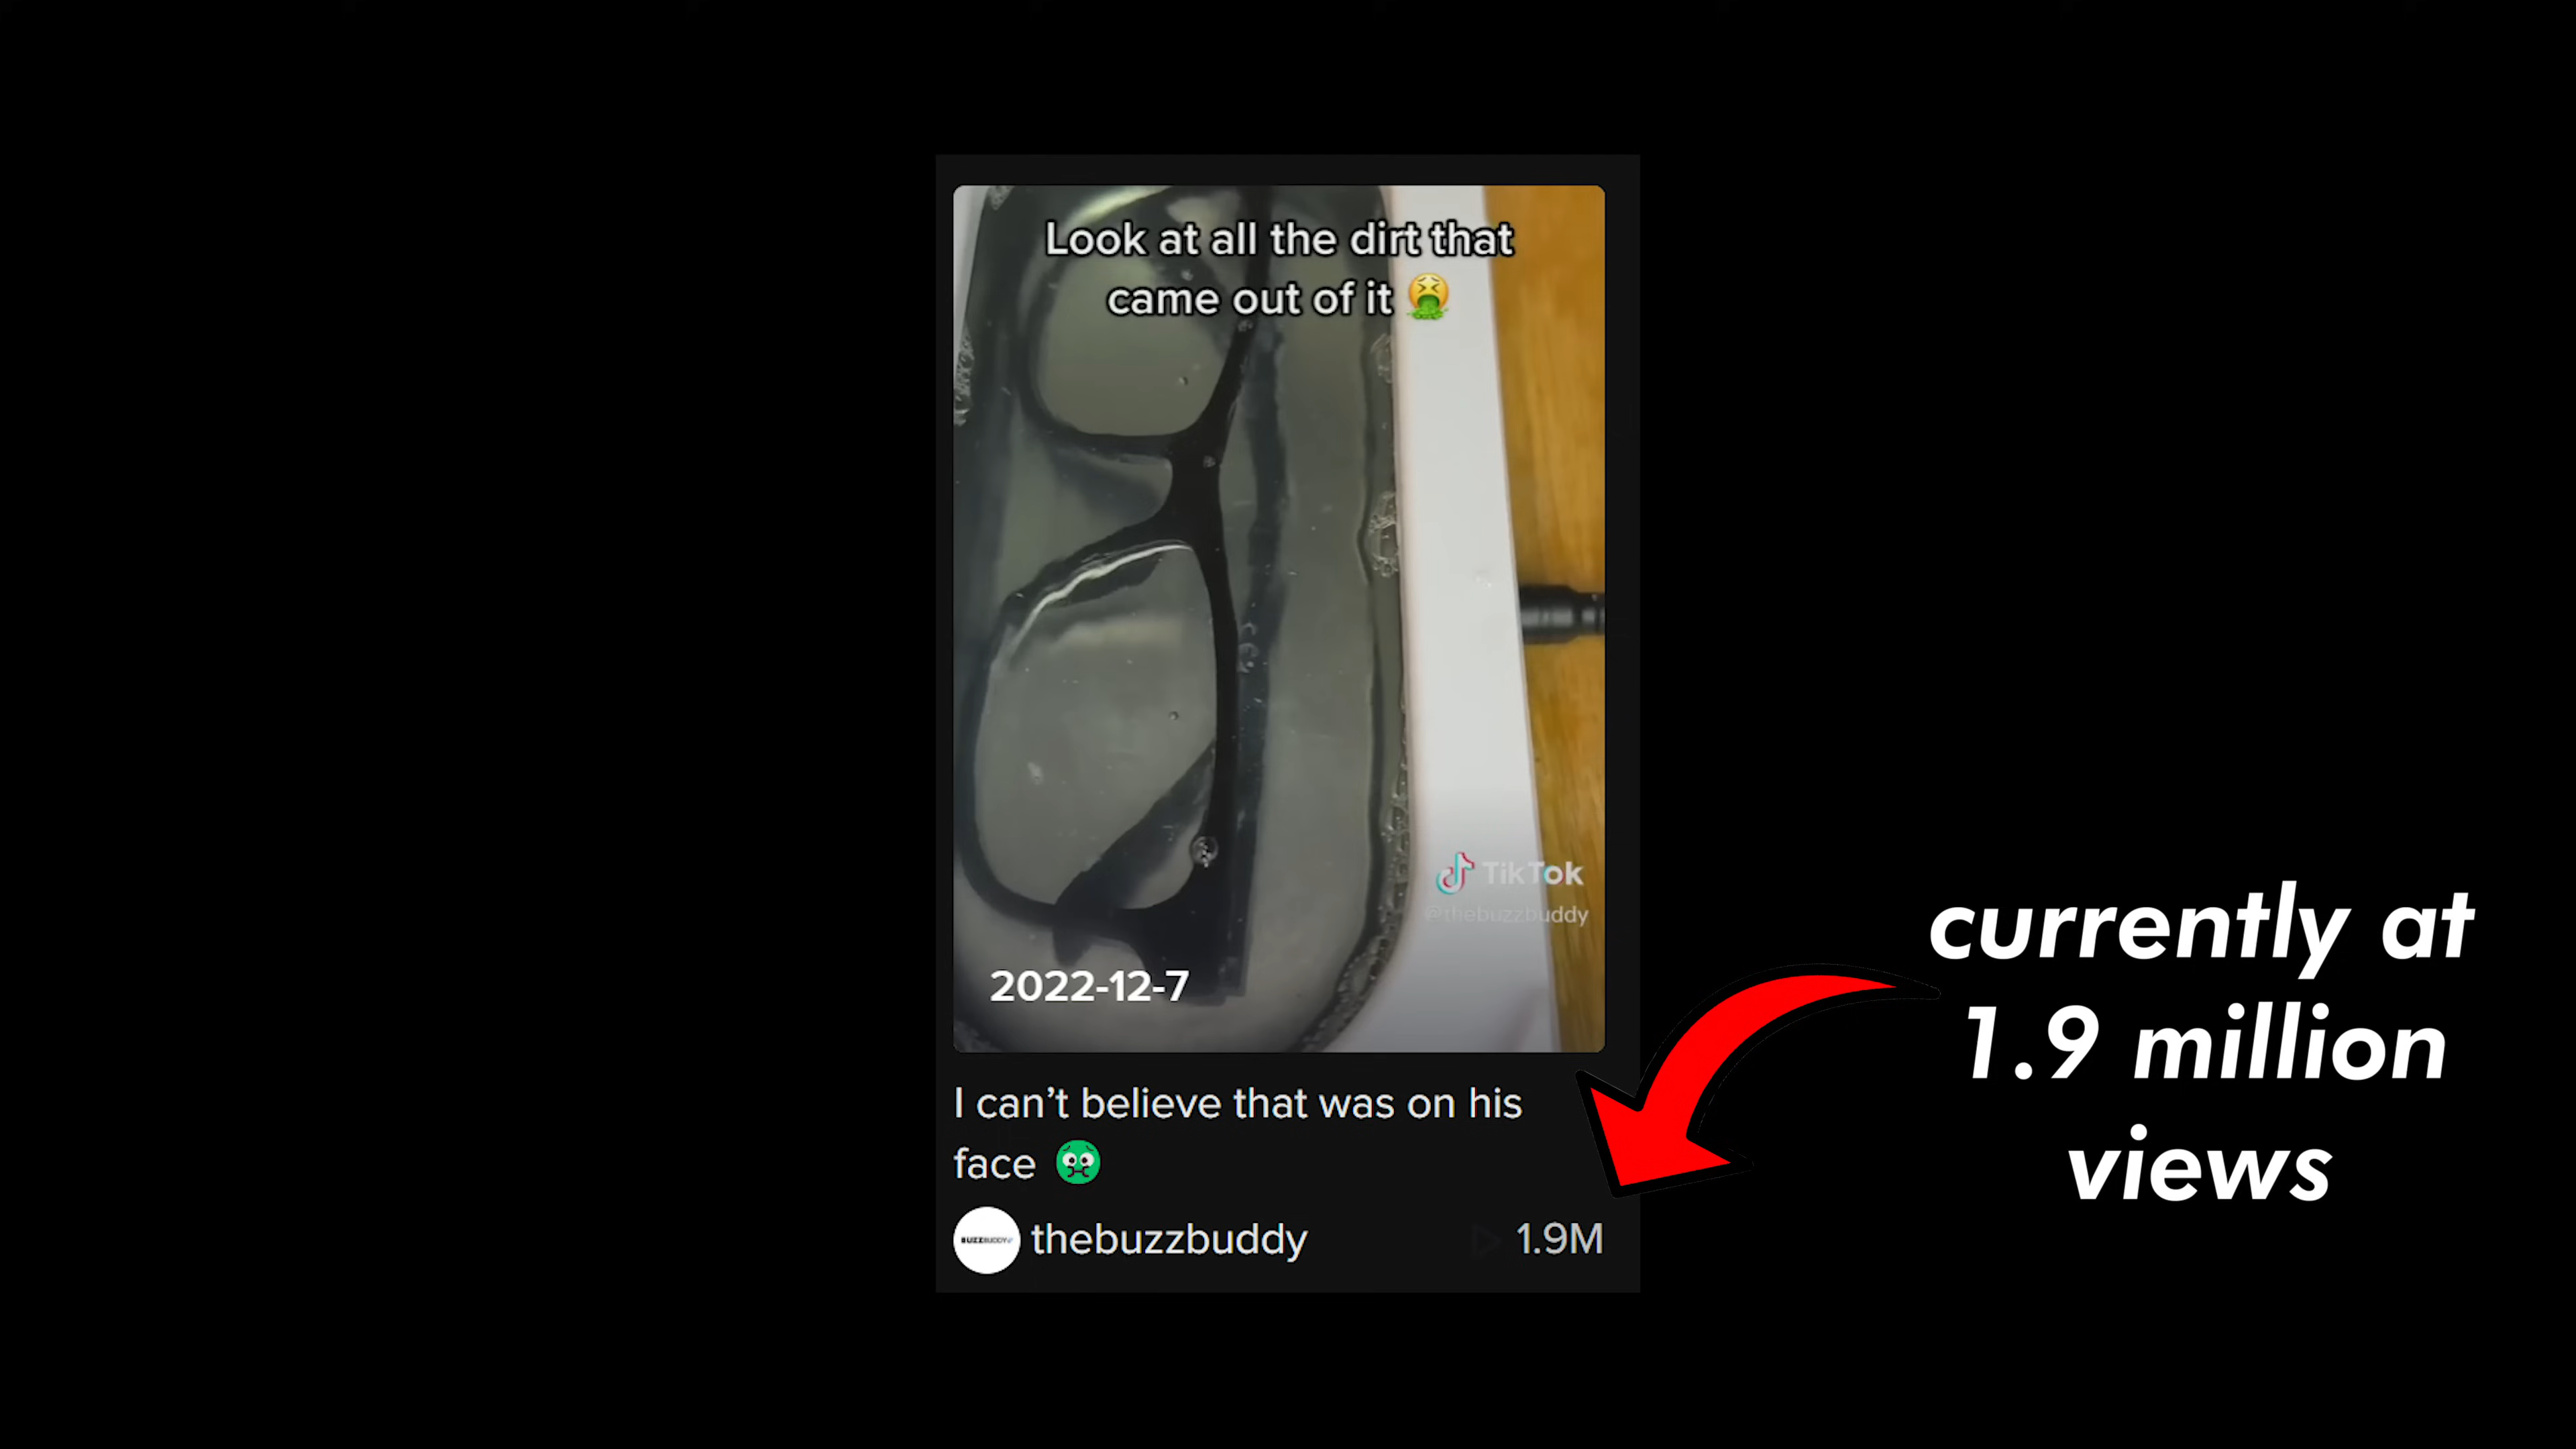 Look at all the dirt that
came out of it 🤮
TikTok
@thebuzzbuddy
2022-12-7
I can’t believe that was on his
face
BUZZBUDDY
thebuzzbuddy
1.9M
currently at
1.9 million
views